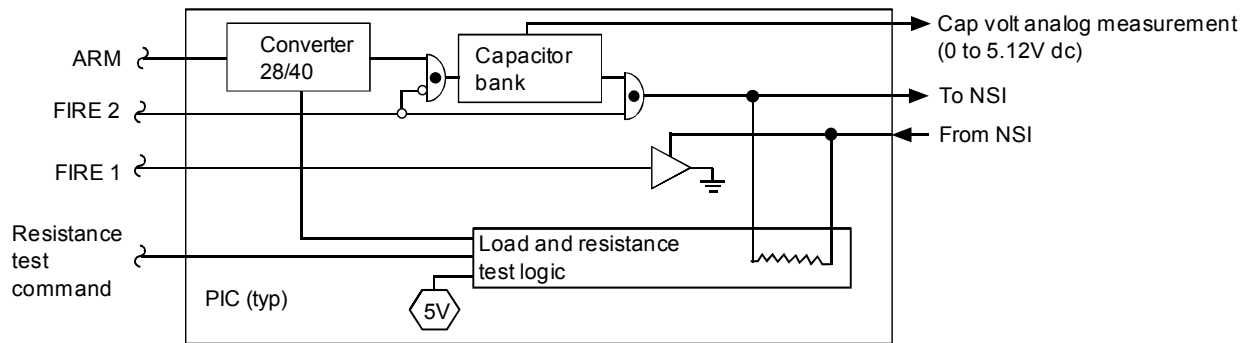 ARM
Converter
28/40
Capacitor
bank
Cap volt analog measurement
(0 to 5.12V dc)
FIRE 2
To NSI
From NSI
FIRE 1
Resistance
test
command
Load and resistance
test logic
PIC (typ)
5V